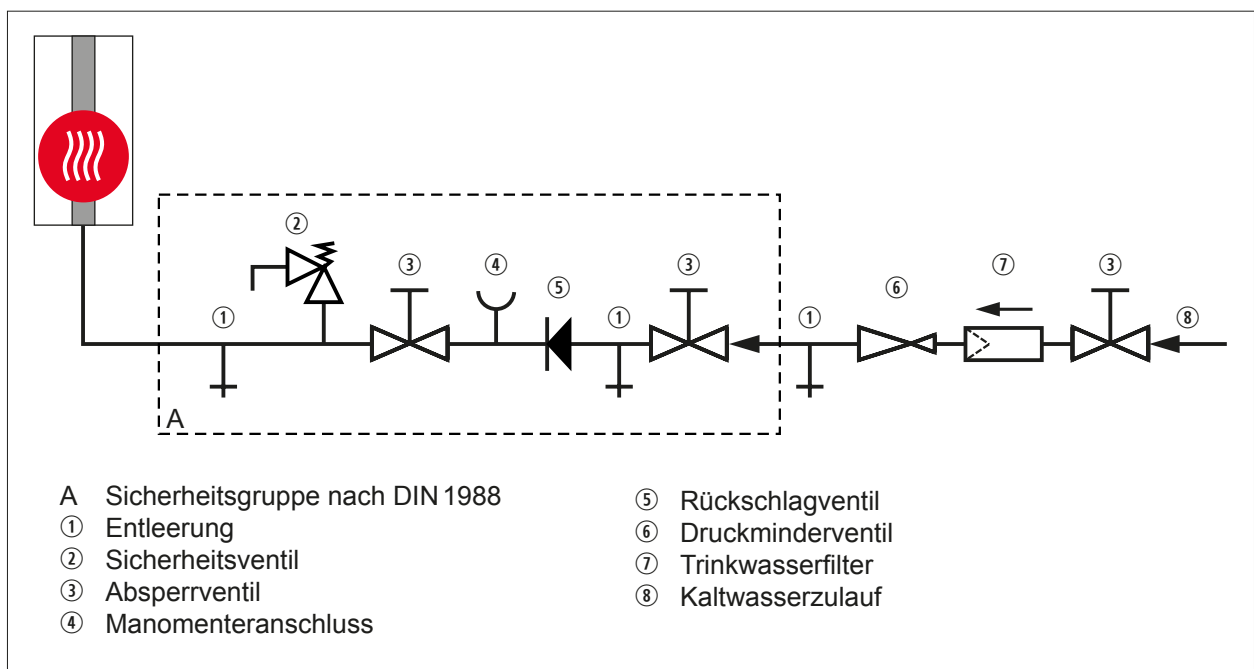 ②
③
④
⑤
③
⑥
⑦
③
①
①
①
⑧
A
A Sicherheitsgruppe nach DIN 1988
① Entleerung
② Sicherheitsventil
③ Absperrventil
④ Manomenteranschluss
⑤ Rückschlagventil
⑥ Druckminderventil
⑦ Trinkwasserfilter
⑧ Kaltwasserzulauf